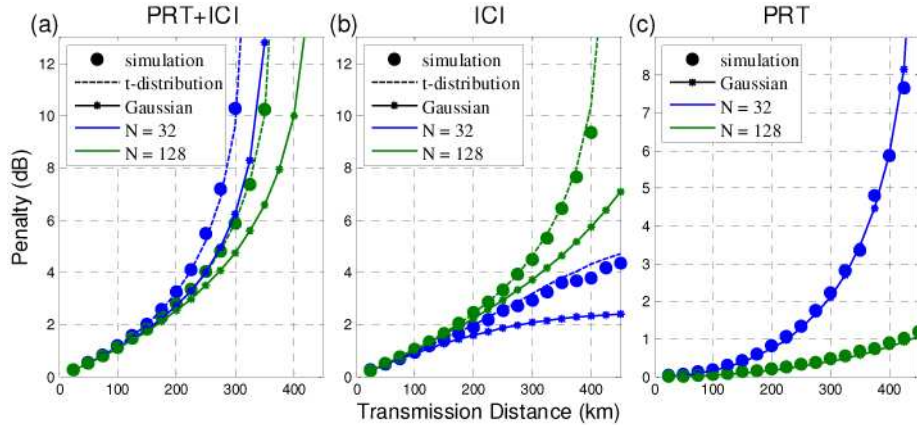 (a) PRT+ICI
simulation
t-distribution
Gaussian
N = 32
N = 128
Penalty (dB)
12
10
8
6
4
2
0
0 100 200 300 400
(b) ICI
simulation
t-distribution
Gaussian
N = 32
N = 128
12
10
8
6
4
2
0
0 100 200 300 400
Transmission Distance (km)
(c) PRT
simulation
Gaussian
N = 32
N = 128
8
7
6
5
4
3
2
1
0
0 100 200 300 400